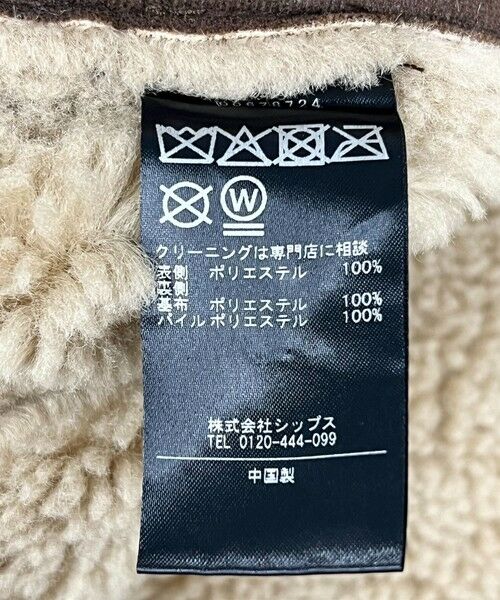 W
クリーニングは専門店に相談
表側 ポリエステル 100%
裏側
基布 ポリエステル 100%
パイル ポリエステル 100%
株式会社シップス
TEL 0120-444-099
中国製